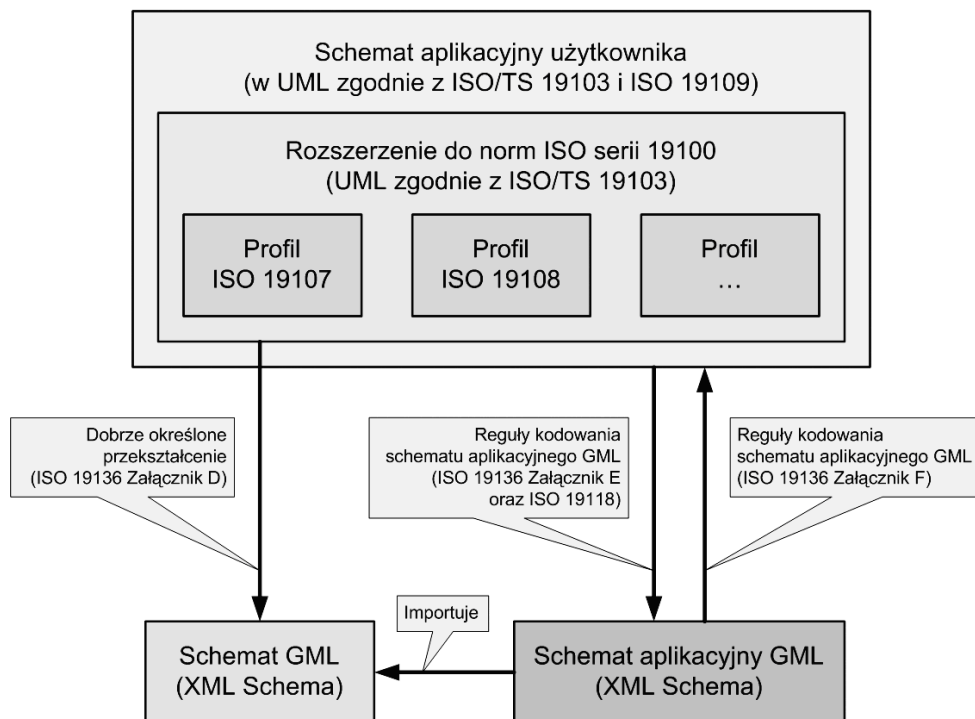 Schemat aplikacyjny użytkownika
(w UML zgodnie z ISO/TS 19103 i ISO 19109)
Rozszerzenie do norm ISO serii 19100
(UML zgodnie z ISO/TS 19103)
Profil
ISO 19107
Profil
ISO 19108
Profil
…
Dobrze określone
przekształcenie
(ISO 19136 Załącznik D)
Reguły kodowania
schematu aplikacyjnego GML
(ISO 19136 Załącznik E
oraz ISO 19118)
Reguły kodowania
schematu aplikacyjnego GML
(ISO 19136 Załącznik F)
Importuje
Schemat GML
(XML Schema)
Schemat aplikacyjny GML
(XML Schema)